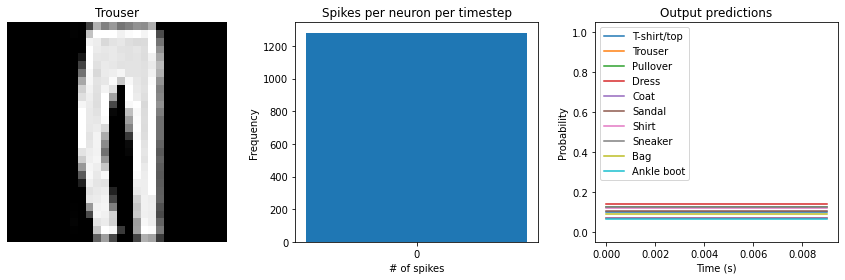 Trouser
Spikes per neuron per timestep
Output predictions
1200
1000
800
600
400
200
0
Frequency
0
# of spikes
1.0
0.8
0.6
0.4
0.2
0.0
Probability
T-shirt/top
Trouser
Pullover
Dress
Coat
Sandal
Shirt
Sneaker
Bag
Ankle boot
0.000 0.002 0.004 0.006 0.008
Time (s)